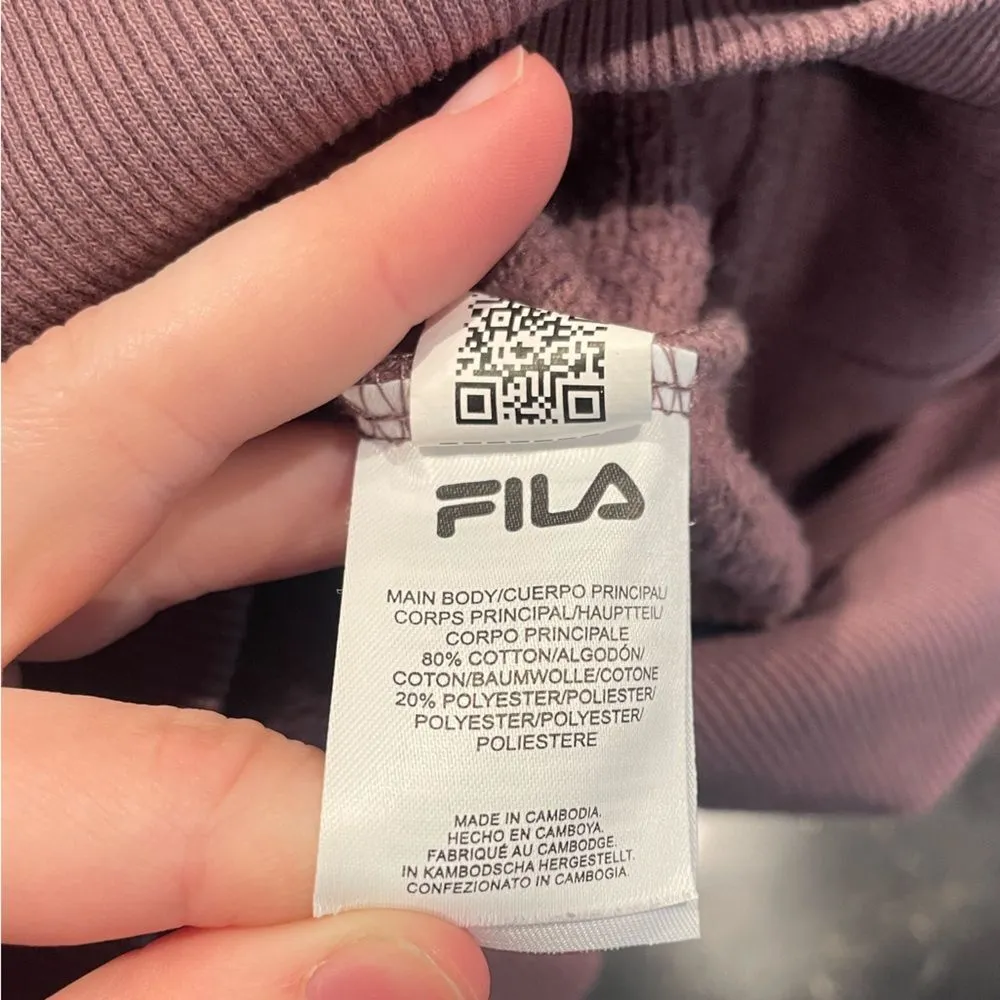 FILA
MAIN BODY/CUERPO PRINCIPAL/
CORPS PRINCIPAL/HAUPTTEIL/
CORPO PRINCIPALE
80% COTTON/ALGODÓN/
COTON/BAUMWOLLE/COTONE
20% POLYESTER/POLIESTER/
POLYESTER/POLYESTER/
POLIESTERE
MADE IN CAMBODIA.
HECHO EN CAMBOYA.
FABRIQUÉ AU CAMBODGE.
IN KAMBODSCHA HERGESTELLT.
CONFEZIONATO IN CAMBOGIA.